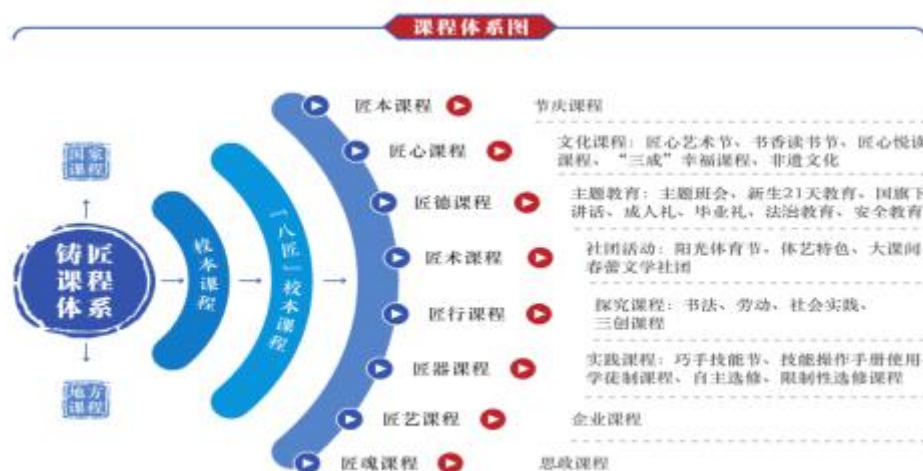 课程体系图
国家
课程
铸匠
课程
体系
地方
课程
校本课程
“八匠”校本课程
匠本课程
节庆课程
匠心课程
文化课程：匠心艺术节、书香读书节、匠心悦读
课程、“三成”幸福课程、非遗文化
匠德课程
主题教育：主题班会、新生21天教育、国旗下
讲话、成人礼、毕业礼、法治教育、安全教育
匠术课程
社团活动：阳光体育节、体艺特色、大课间
春蕾文学社团
匠行课程
探究课程：书法、劳动、社会实践、
三创课程
匠器课程
实践课程：巧手技能节、技能操作手册使用
学徒制课程、自主选修、限制性选修课程
匠艺课程
企业课程
匠魂课程
思政课程